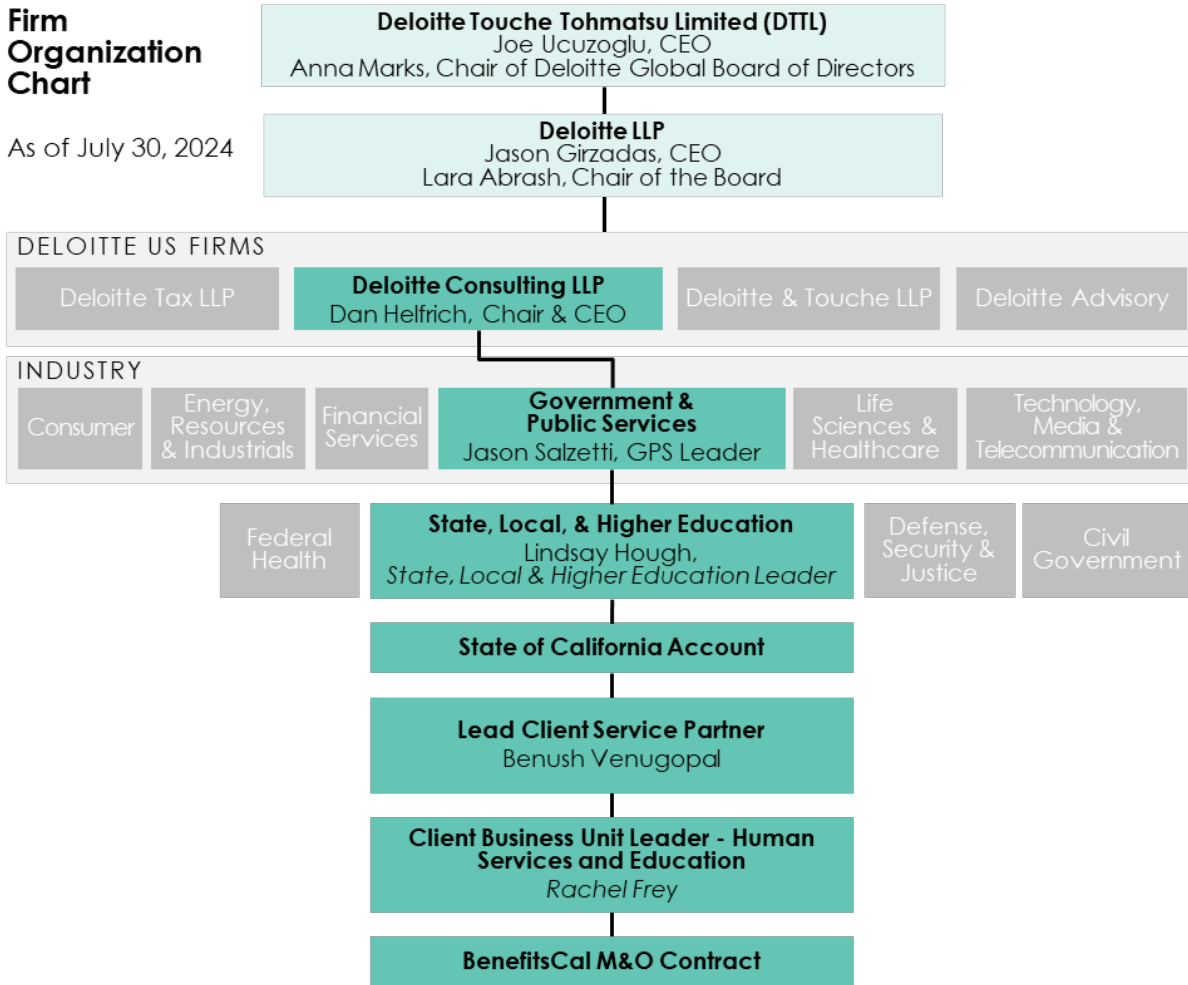 Firm
Organization
Chart
As of July 30, 2024
Deloitte Touche Tohmatsu Limited (DTTL)
Joe Ucuzoglu, CEO
Anna Marks, Chair of Deloitte Global Board of Directors
Deloitte LLP
Jason Girzadas, CEO
Lara Abrash, Chair of the Board
DELOITTE US FIRMS
Deloitte Tax LLP
Deloitte Consulting LLP
Dan Helfrich, Chair & CEO
Deloitte & Touche LLP
Deloitte Advisory
INDUSTRY
Consumer
Energy,
Resources
& Industrials
Financial
Services
Government &
Public Services
Jason Salzetti, GPS Leader
Life
Sciences &
Healthcare
Technology,
Media &
Telecommunication
Federal
Health
State, Local, & Higher Education
Lindsay Hough,
State, Local & Higher Education Leader
Defense,
Security &
Justice
Civil
Government
State of California Account
Lead Client Service Partner
Benush Venugopal
Client Business Unit Leader - Human
Services and Education
Rachel Frey
BenefitsCal M&O Contract